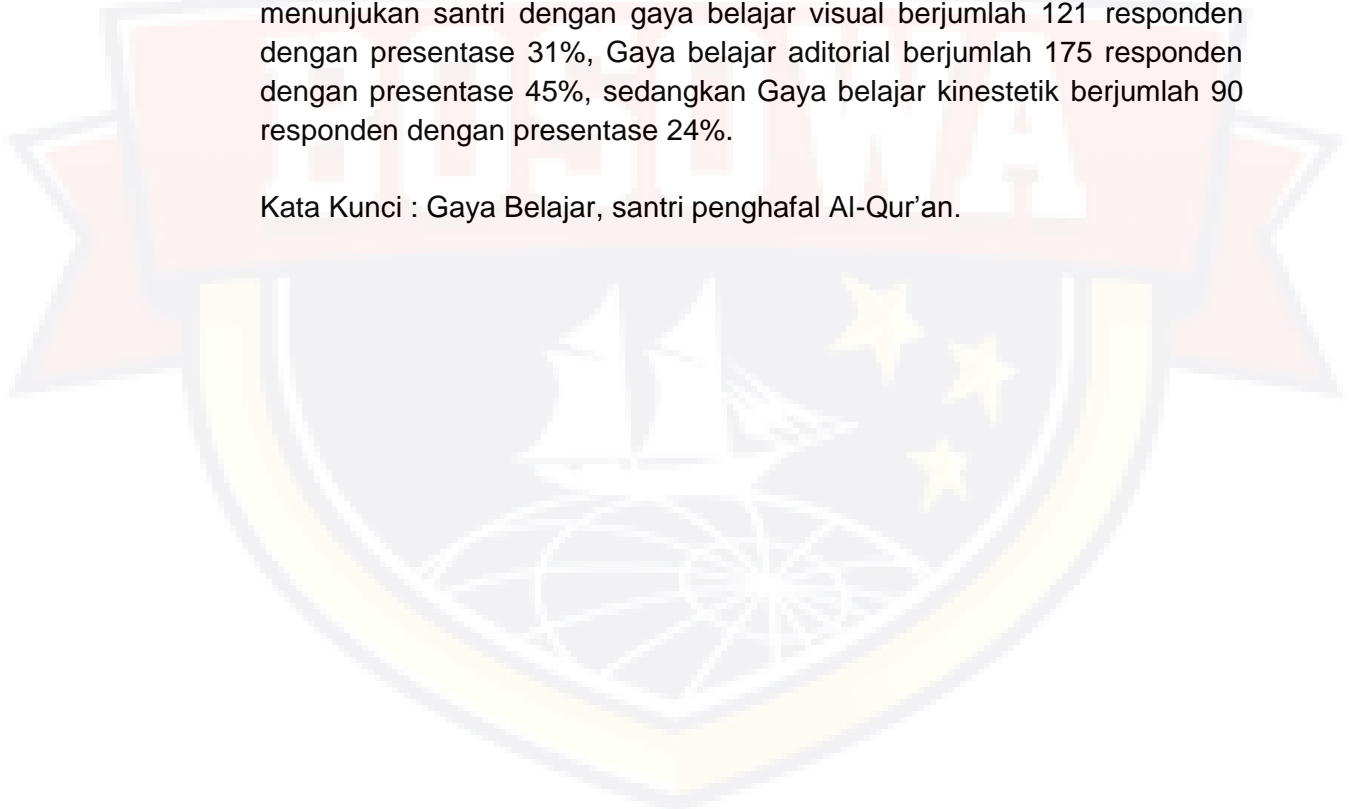 BOSOWA
menunjukan santri dengan gaya belajar visual berjumlah 121 responden
dengan presentase 31%, Gaya belajar aditorial berjumlah 175 responden
dengan presentase 45%, sedangkan Gaya belajar kinestetik berjumlah 90
responden dengan presentase 24%.
Kata Kunci : Gaya Belajar, santri penghafal Al-Qur’an.